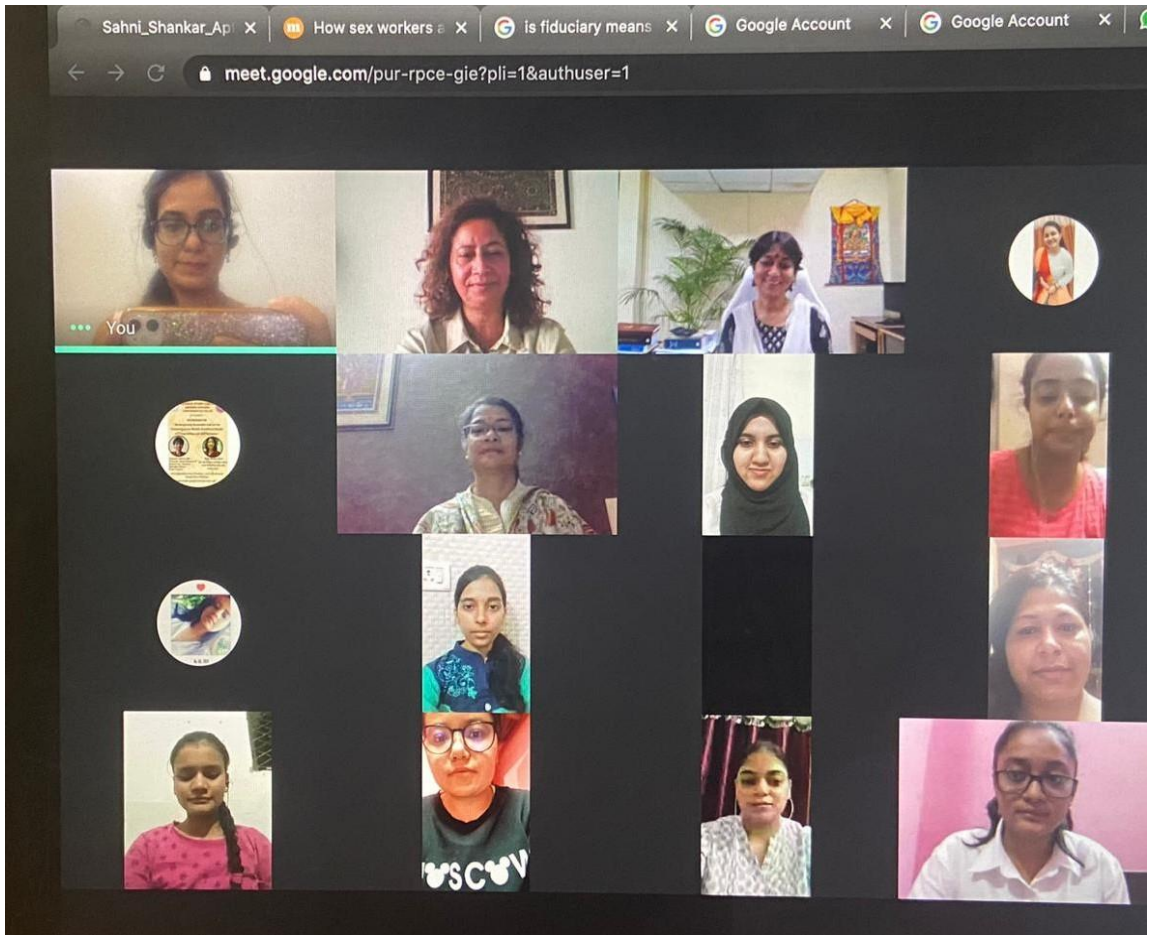 Sahni_Shankar_Ap
How sex workers a
is fiduciary means
Google Account
Google Account
meet.google.com/pur-rpce-gie?pli=1&authuser=1
You